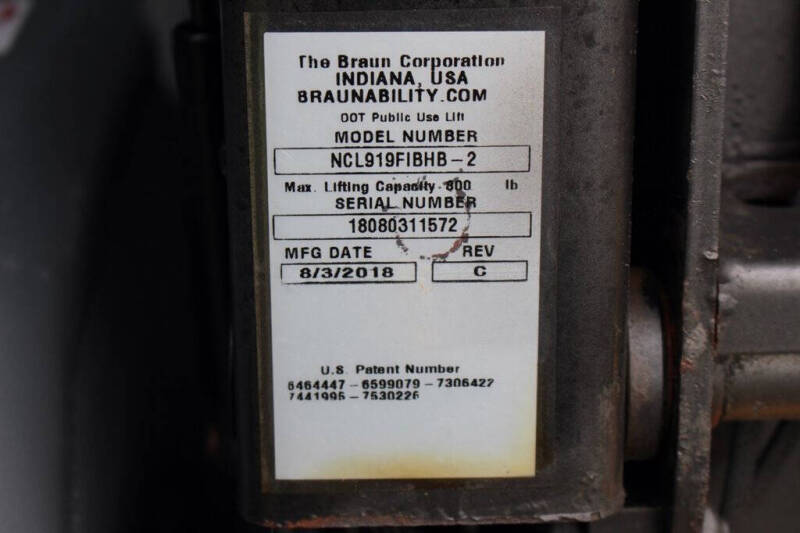 The Braun Corporation
INDIANA, USA
BRAUNABILITY.COM
DOT Public Use Lift
MODEL NUMBER
NCL919FIBHB-2
Max. Lifting Capacity- 800 lb
SERIAL NUMBER
18080311572
MFG DATE REV
8/3/2018 C
U.S. Patent Number
6464447-6599079-7306422
7441995-7530226